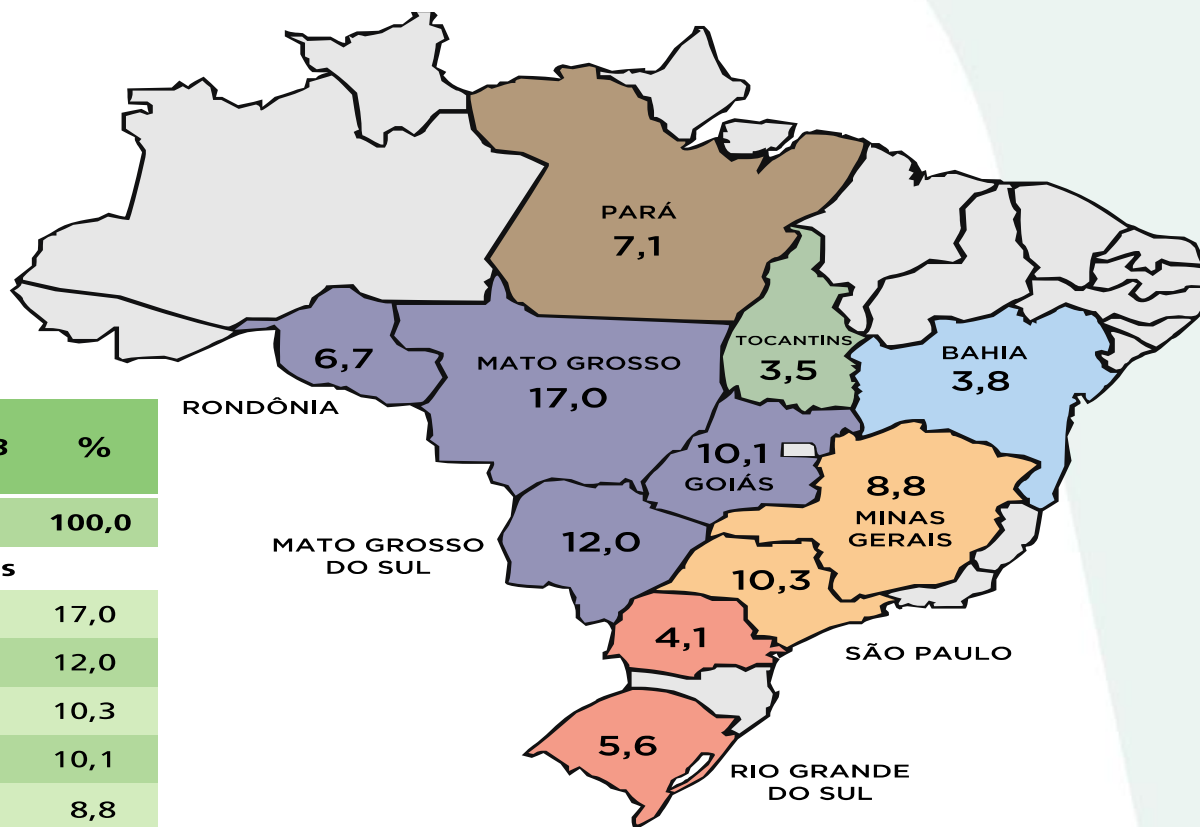 PARÁ
7,1
TOCANTINS
3,5
BAHIA
3,8
6,7
RONDÔNIA
MATO GROSSO
17,0
10,1
GOIÁS
8,8
MINAS
GERAIS
MATO GROSSO
DO SUL
12,0
10,3
SÃO PAULO
4,1
5,6
RIO GRANDE
DO SUL
3 %
100,0
s
17,0
12,0
10,3
10,1
8,8